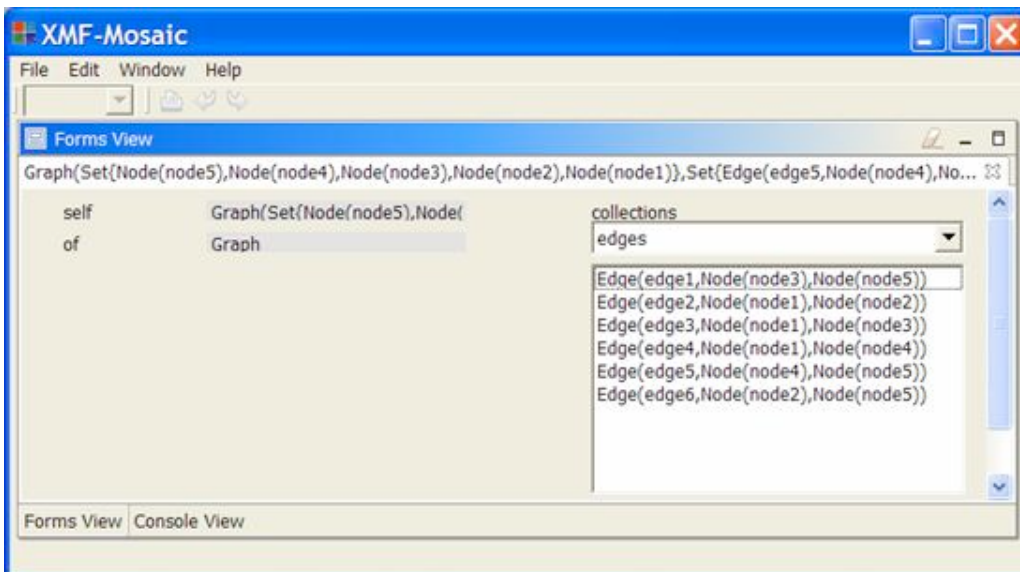 XMF-Mosaic
File Edit Window Help
Forms View
Graph(Set{Node(node5),Node(node4),Node(node3),Node(node2),Node(node1)},Set{Edge(edge5,Node(node4),No...
self Graph(Set{Node(node5),Node( collections
of Graph edges
Edge(edge1,Node(node3),Node(node5))
Edge(edge2,Node(node1),Node(node2))
Edge(edge3,Node(node1),Node(node3))
Edge(edge4,Node(node1),Node(node4))
Edge(edge5,Node(node4),Node(node5))
Edge(edge6,Node(node2),Node(node5))
Forms View Console View